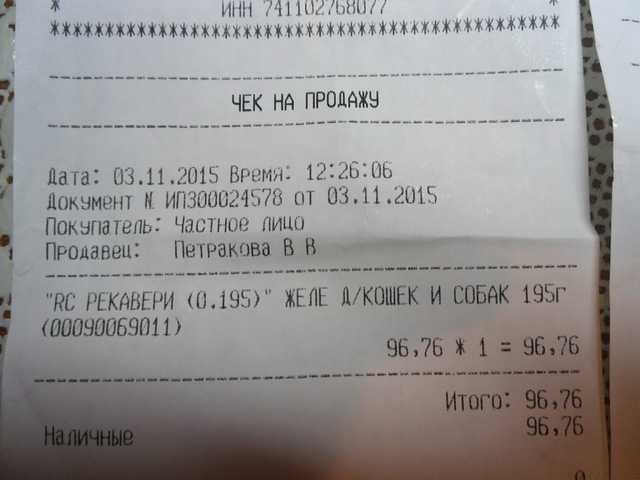 * ИНН 741102768077 *
***********************************************
ЧЕК НА ПРОДАЖУ
Дата: 03.11.2015 Время: 12:26:06
Документ N ИПЗ00024578 от 03.11.2015
Покупатель: Частное лицо
Продавец: Петракова В В
"RC РЕКАВЕРИ (0.195)" ЖЕЛЕ Д/КОШЕК И СОБАК 195г
(00090069011)
96,76 * 1 = 96,76
Итого: 96,76
Наличные 96,76